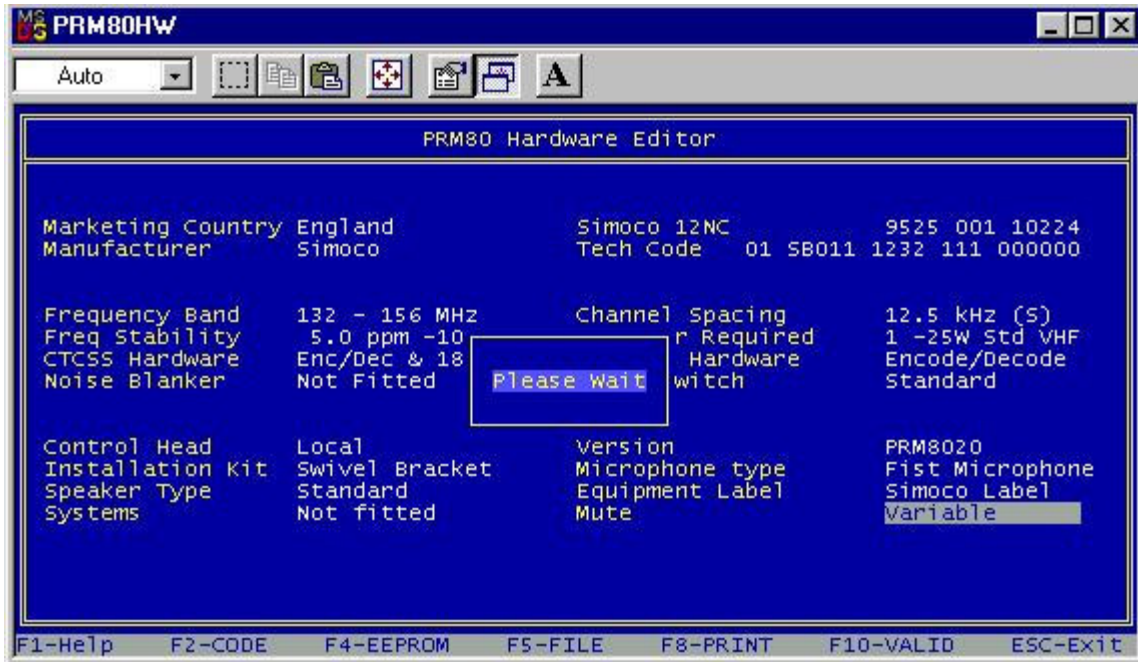 PRM80HW
Auto A
PRM80 Hardware Editor
Marketing Country England Simoco 12NC 9525 001 10224
Manufacturer Simoco Tech Code 01 SB011 1232 111 000000
Frequency Band 132 - 156 MHz Channel Spacing 12.5 kHz (S)
Freq Stability 5.0 ppm -10 r Required 1 -25W Std VHF
CTCSS Hardware Enc/Dec & 18 Hardware Encode/Decode
Noise Blanker Not Fitted Please Wait witch Standard
Control Head Local Version PRM8020
Installation Kit Swivel Bracket Microphone type Fist Microphone
Speaker Type Standard Equipment Label Simoco Label
Systems Not fitted Mute Variable
F1-Help F2-CODE F4-EEPROM F5-FILE F8-PRINT F10-VALID ESC-Exit